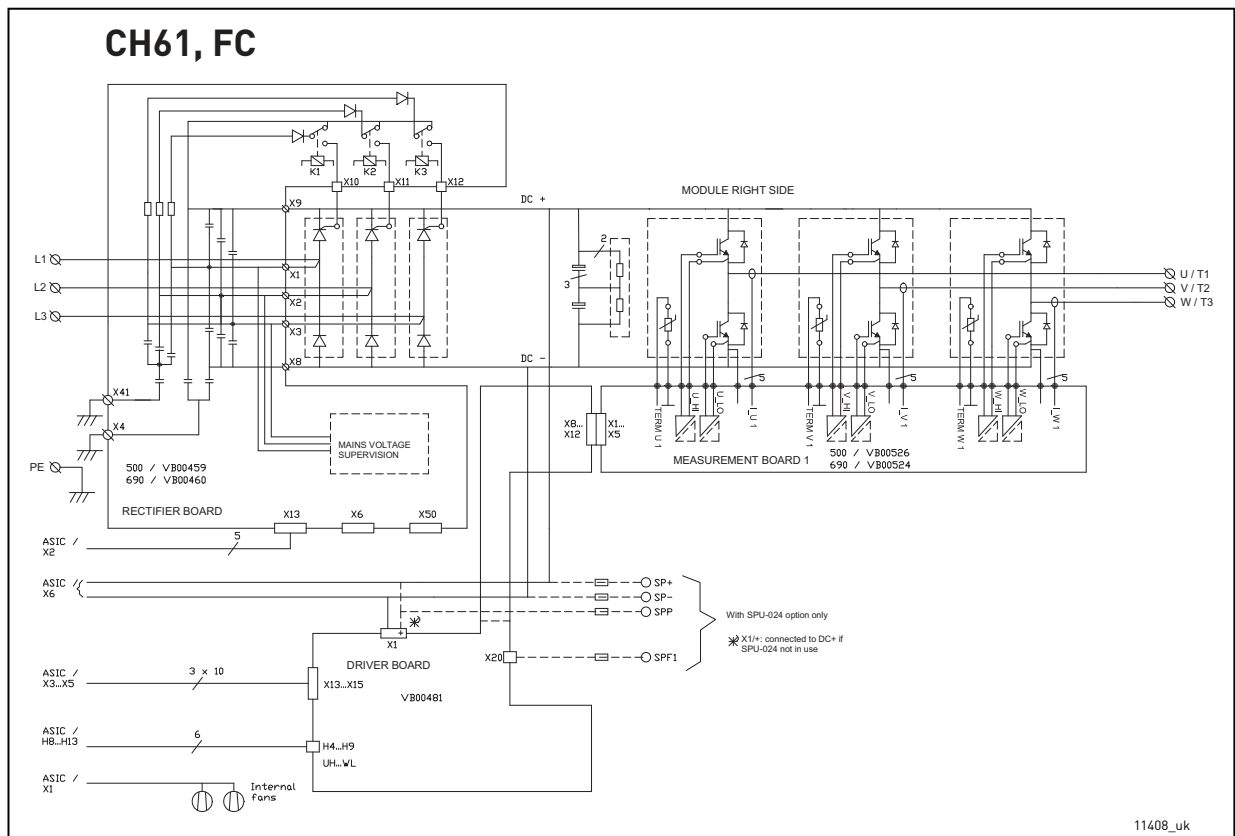 CH61, FC
K1
K2
K3
X10
X11
X12
X9
DC +
MODULE RIGHT SIDE
L1
L2
L3
X1
X2
X3
X8
2
3
DC -
U / T1
V / T2
W / T3
X41
X4
PE
5
5
5
TERM U 1
U_HI
U_LO
I_U 1
TERM V 1
V_HI
V_LO
I_V 1
TERM W 1
W_HI
W_LO
I_W 1
X8...
X12
X1...
X5
MAINS VOLTAGE
SUPERVISION
500 / VB00459
690 / VB00460
RECTIFIER BOARD
MEASUREMENT BOARD 1
500 / VB00526
690 / VB00524
X13
X6
X50
ASIC /
X2
5
ASIC /
X6
SP+
SP-
SPP
With SPU-024 option only
X1/+: connected to DC+ if
SPU-024 not in use
+
X1
X20
SPF1
DRIVER BOARD
ASIC /
X3...X5
3 x 10
X13...X15
VB00481
ASIC /
H8...H13
6
H4...H9
UH...WL
ASIC /
X1
Internal
fans
11408_uk